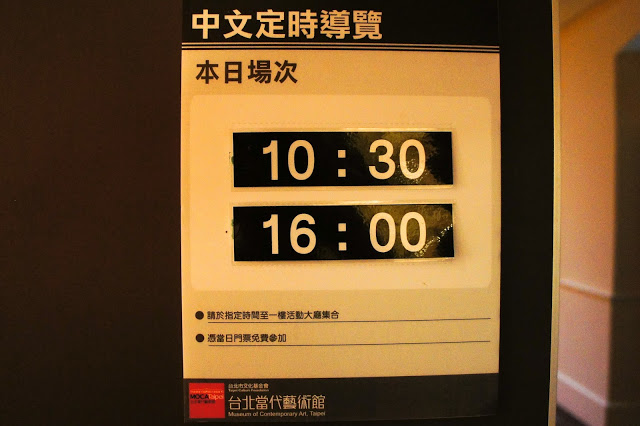 中文定時導覽
本日場次
10:30
16:00
●請於指定時間至一樓活動大廳集合
●憑當日門票免費參加
台北市文化基金會
Taipei Culture Foundation
MOCATaipei
台北當代藝術館
Museum of Contemporary Art, Taipei